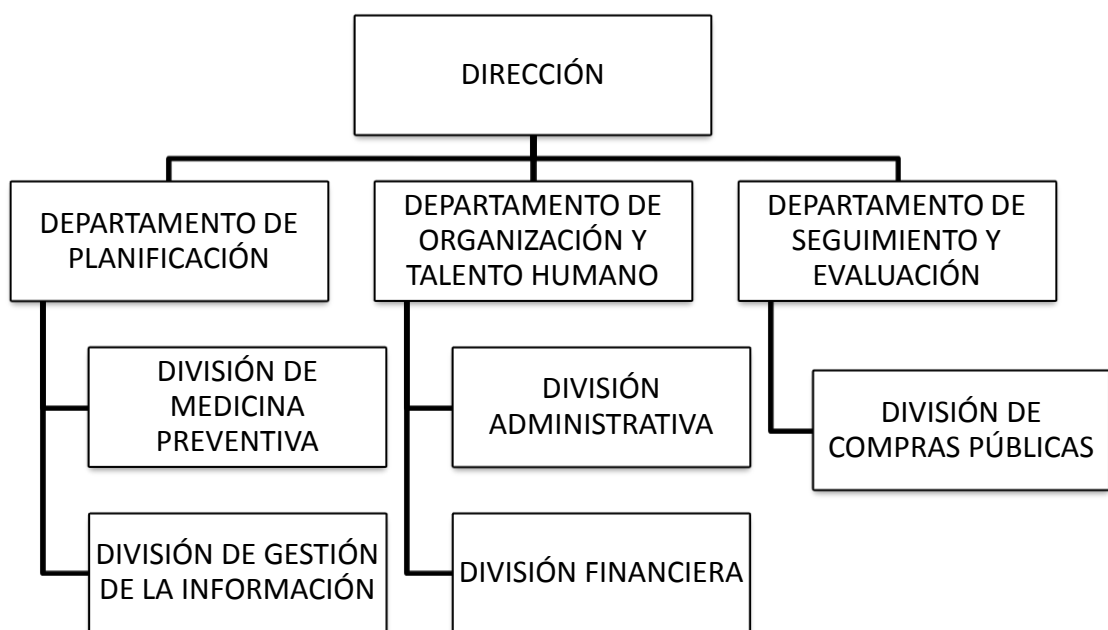 DIRECCIÓN
DEPARTAMENTO DE
PLANIFICACIÓN
DEPARTAMENTO DE
ORGANIZACIÓN Y
TALENTO HUMANO
DEPARTAMENTO DE
SEGUIMIENTO Y
EVALUACIÓN
DIVISIÓN DE
MEDICINA
PREVENTIVA
DIVISIÓN
ADMINISTRATIVA
DIVISIÓN DE
COMPRAS PÚBLICAS
DIVISIÓN DE GESTIÓN
DE LA INFORMACIÓN
DIVISIÓN FINANCIERA